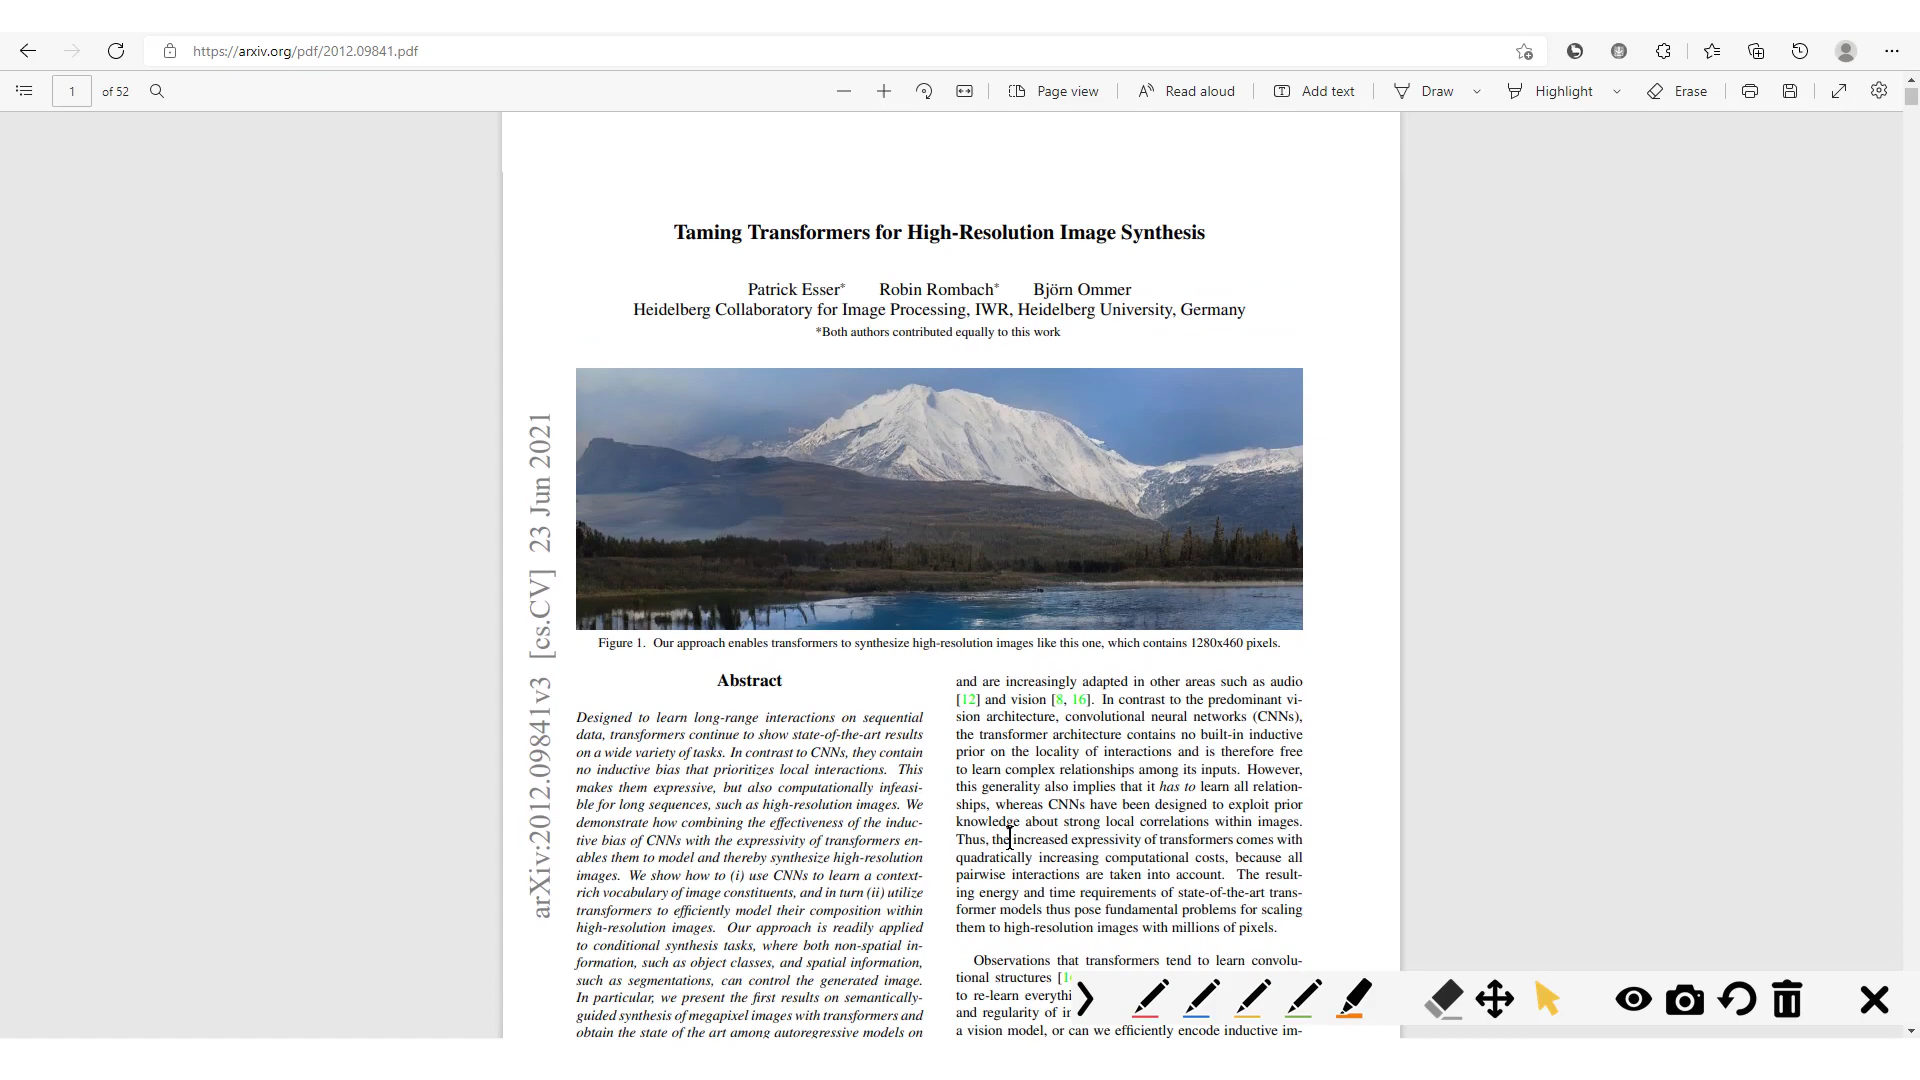 https://arxiv.org/pdf/2012.09841.pdf
1 of 52
Page view
Read aloud
Add text
Draw
Highlight
Erase
Taming Transformers for High-Resolution Image Synthesis
Patrick Esser* Robin Rombach* Björn Ommer
Heidelberg Collaboratory for Image Processing, IWR, Heidelberg University, Germany
*Both authors contributed equally to this work
arXiv:2012.09841v3 [cs.CV] 23 Jun 2021
Figure 1. Our approach enables transformers to synthesize high-resolution images like this one, which contains 1280x460 pixels.
Abstract
Designed to learn long-range interactions on sequential
data, transformers continue to show state-of-the-art results
on a wide variety of tasks. In contrast to CNNs, they contain
no inductive bias that prioritizes local interactions. This
makes them expressive, but also computationally infeasi-
ble for long sequences, such as high-resolution images. We
demonstrate how combining the effectiveness of the induc-
tive bias of CNNs with the expressivity of transformers en-
ables them to model and thereby synthesize high-resolution
images. We show how to (i) use CNNs to learn a context-
rich vocabulary of image constituents, and in turn (ii) utilize
transformers to efficiently model their composition within
high-resolution images. Our approach is readily applied
to conditional synthesis tasks, where both non-spatial in-
formation, such as object classes, and spatial information,
such as segmentations, can control the generated image.
In particular, we present the first results on semantically-
guided synthesis of megapixel images with transformers and
obtain the state of the art among autoregressive models on
and are increasingly adapted in other areas such as audio
[12] and vision [8, 16]. In contrast to the predominant vi-
sion architecture, convolutional neural networks (CNNs),
the transformer architecture contains no built-in inductive
prior on the locality of interactions and is therefore free
to learn complex relationships among its inputs. However,
this generality also implies that it has to learn all relation-
ships, whereas CNNs have been designed to exploit prior
knowledge about strong local correlations within images.
Thus, the increased expressivity of transformers comes with
quadratically increasing computational costs, because all
pairwise interactions are taken into account. The result-
ing energy and time requirements of state-of-the-art trans-
former models thus pose fundamental problems for scaling
them to high-resolution images with millions of pixels.
Observations that transformers tend to learn convolu-
tional structures [1
to re-learn everythi
and regularity of i
a vision model, or can we efficiently encode inductive im-